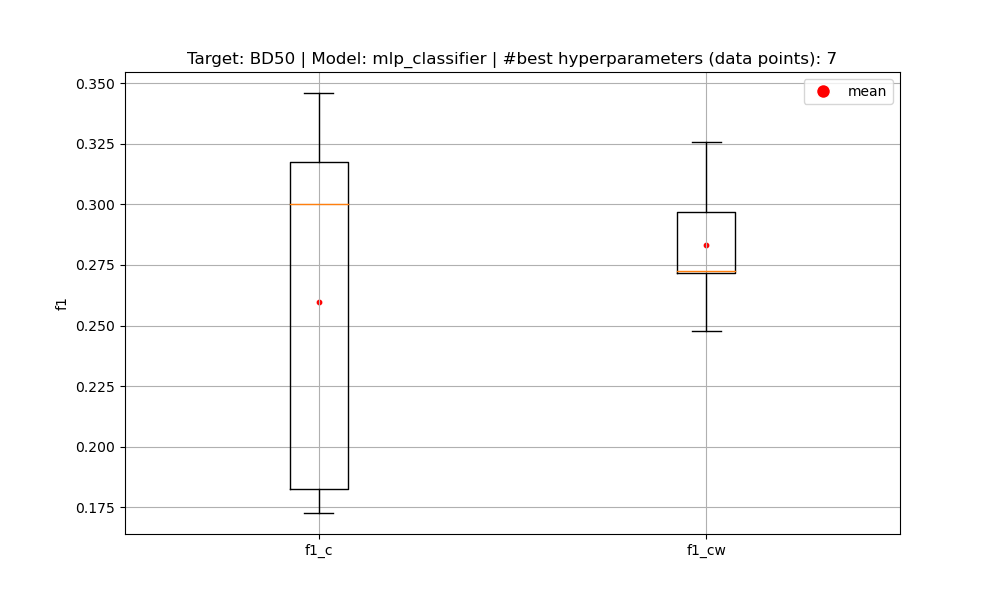 Target: BD50 | Model: mlp_classifier | #best hyperparameters (data points): 7
mean
0.350
0.325
0.300
0.275
0.250
0.225
0.200
0.175
f1
f1_c
f1_cw